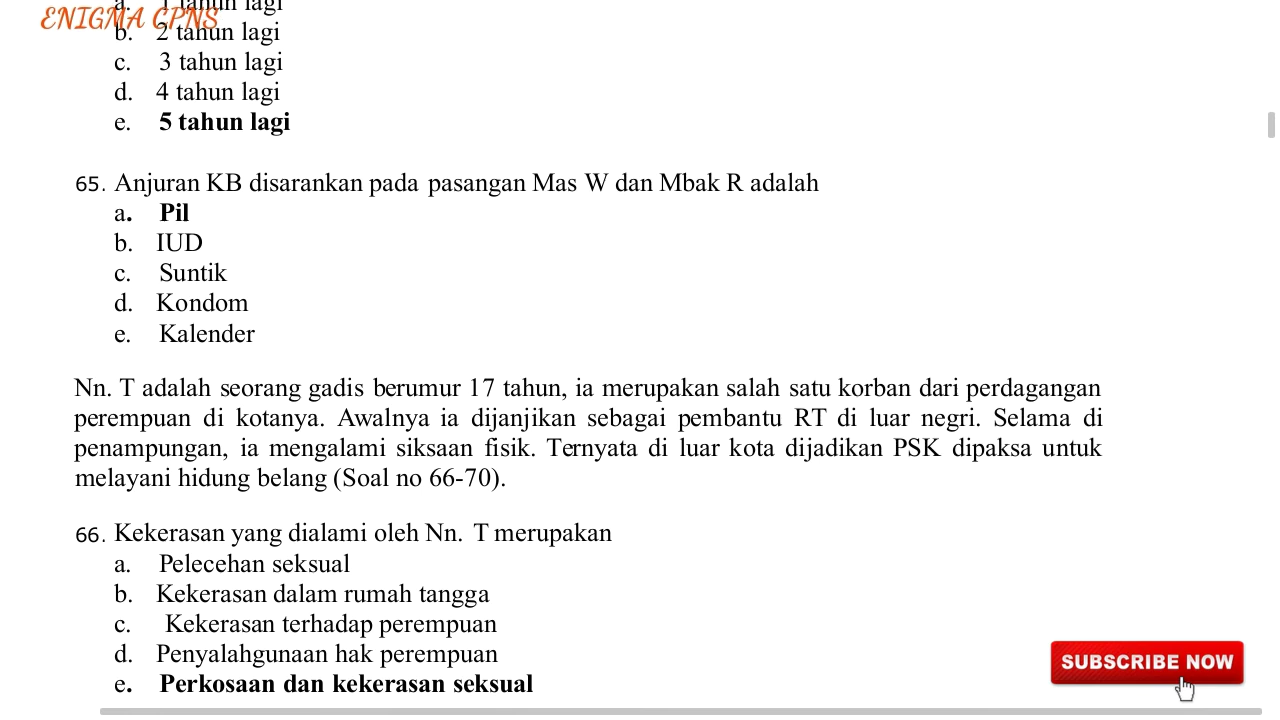 ENIGMA CPNS
a. 1 tahun lagi
b. 2 tahun lagi
c. 3 tahun lagi
d. 4 tahun lagi
e. 5 tahun lagi
65. Anjuran KB disarankan pada pasangan Mas W dan Mbak R adalah
a. Pil
b. IUD
c. Suntik
d. Kondom
e. Kalender
Nn. T adalah seorang gadis berumur 17 tahun, ia merupakan salah satu korban dari perdagangan
perempuan di kotanya. Awalnya ia dijanjikan sebagai pembantu RT di luar negri. Selama di
penampungan, ia mengalami siksaan fisik. Ternyata di luar kota dijadikan PSK dipaksa untuk
melayani hidung belang (Soal no 66-70).
66. Kekerasan yang dialami oleh Nn. T merupakan
a. Pelecehan seksual
b. Kekerasan dalam rumah tangga
c. Kekerasan terhadap perempuan
d. Penyalahgunaan hak perempuan
e. Perkosaan dan kekerasan seksual
SUBSCRIBE NOW